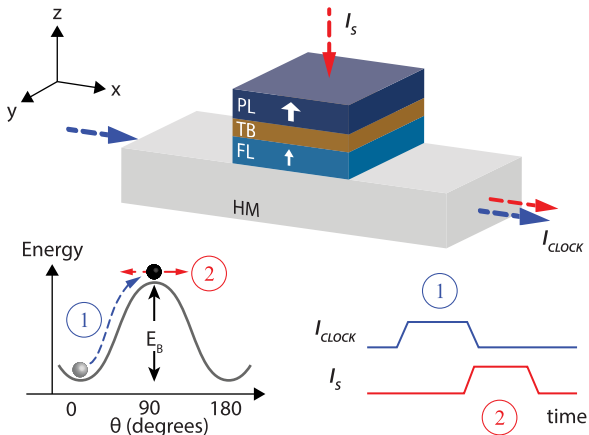 z
x
y
I_S
PL
TB
FL
HM
I_CLOCK
Energy
1
2
E_B
0 90 180
θ (degrees)
1
I_CLOCK
I_S
2
time